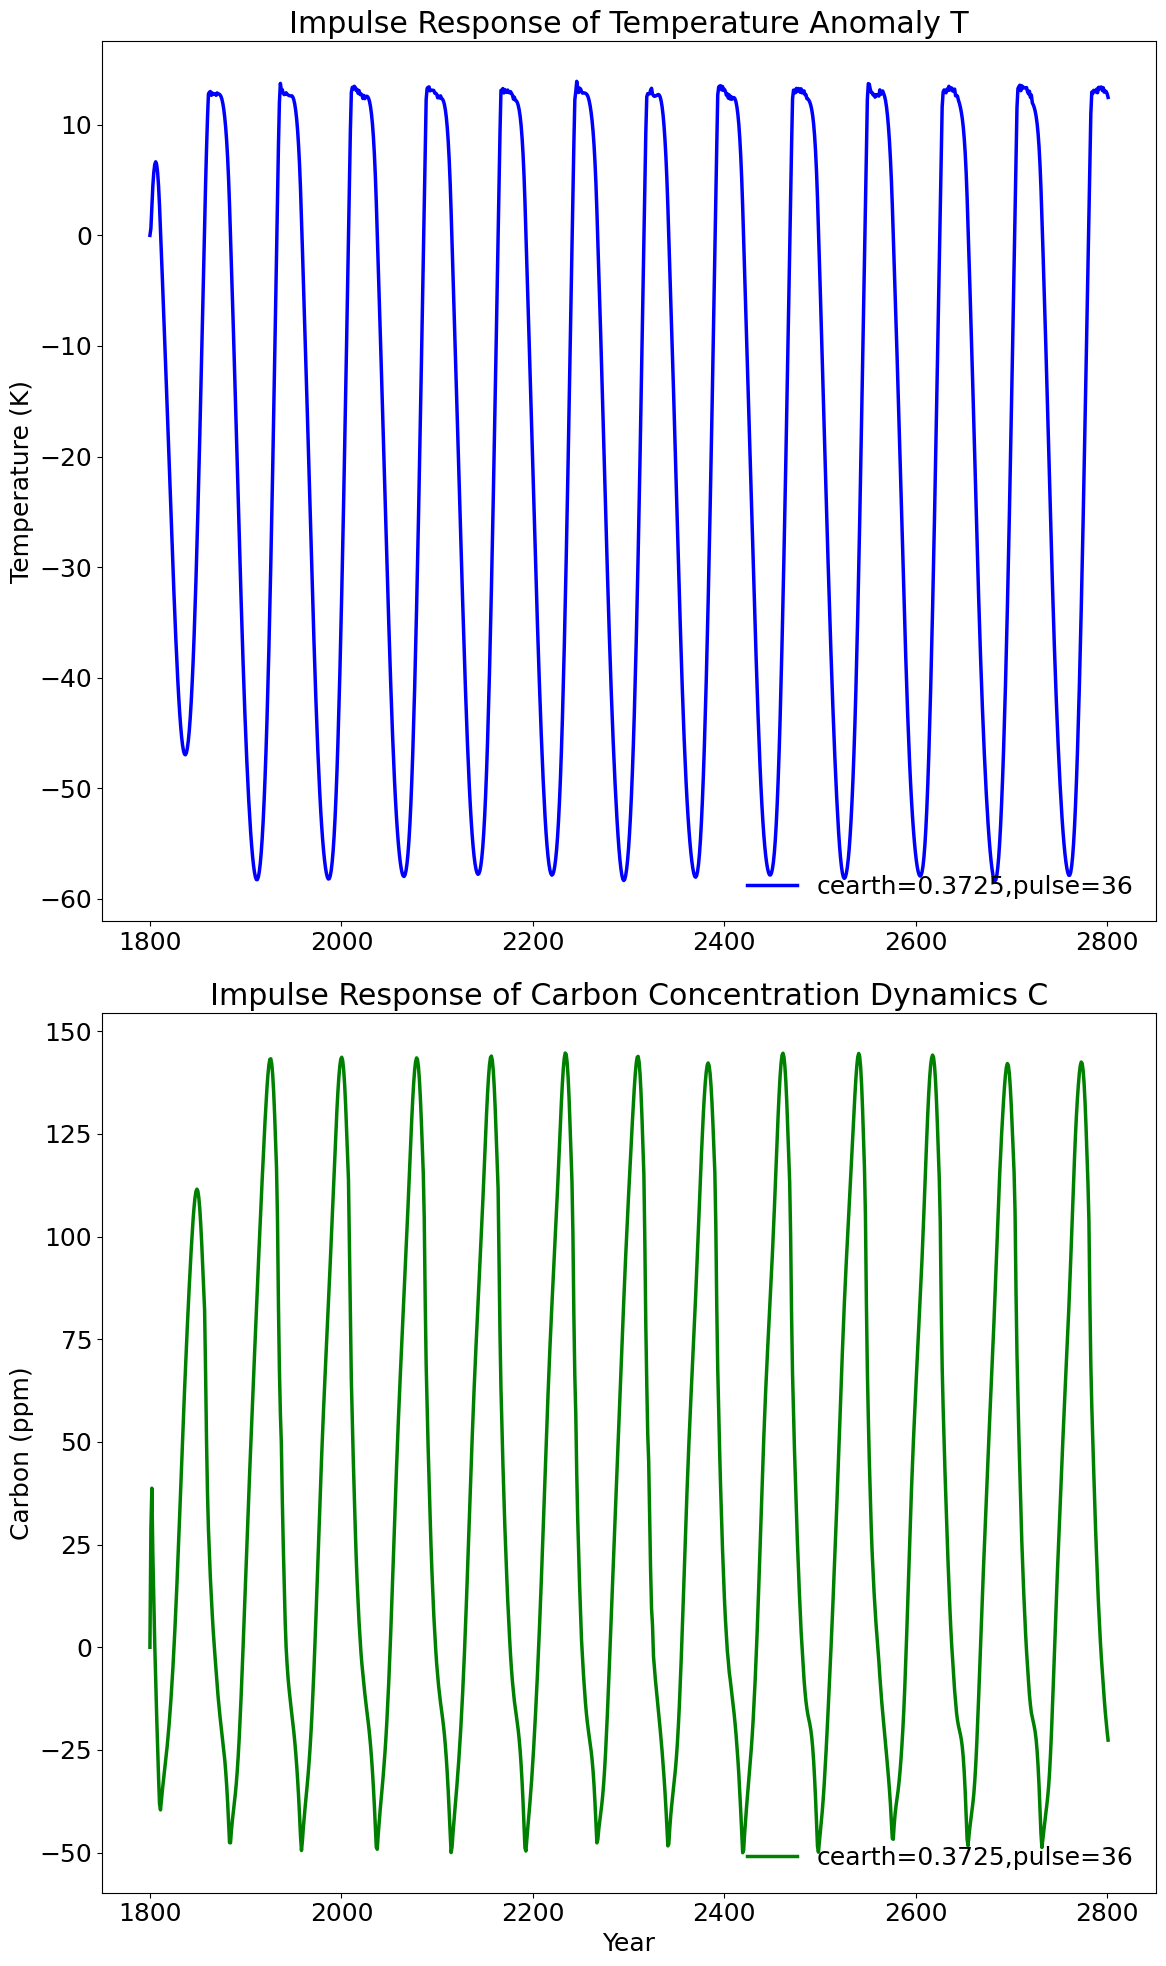 Impulse Response of Temperature Anomaly T
Temperature (K)
10
0
−10
−20
−30
−40
−50
−60
cearth=0.3725,pulse=36
1800 2000 2200 2400 2600 2800
Impulse Response of Carbon Concentration Dynamics C
Carbon (ppm)
150
125
100
75
50
25
0
−25
−50
cearth=0.3725,pulse=36
1800 2000 2200 2400 2600 2800
Year